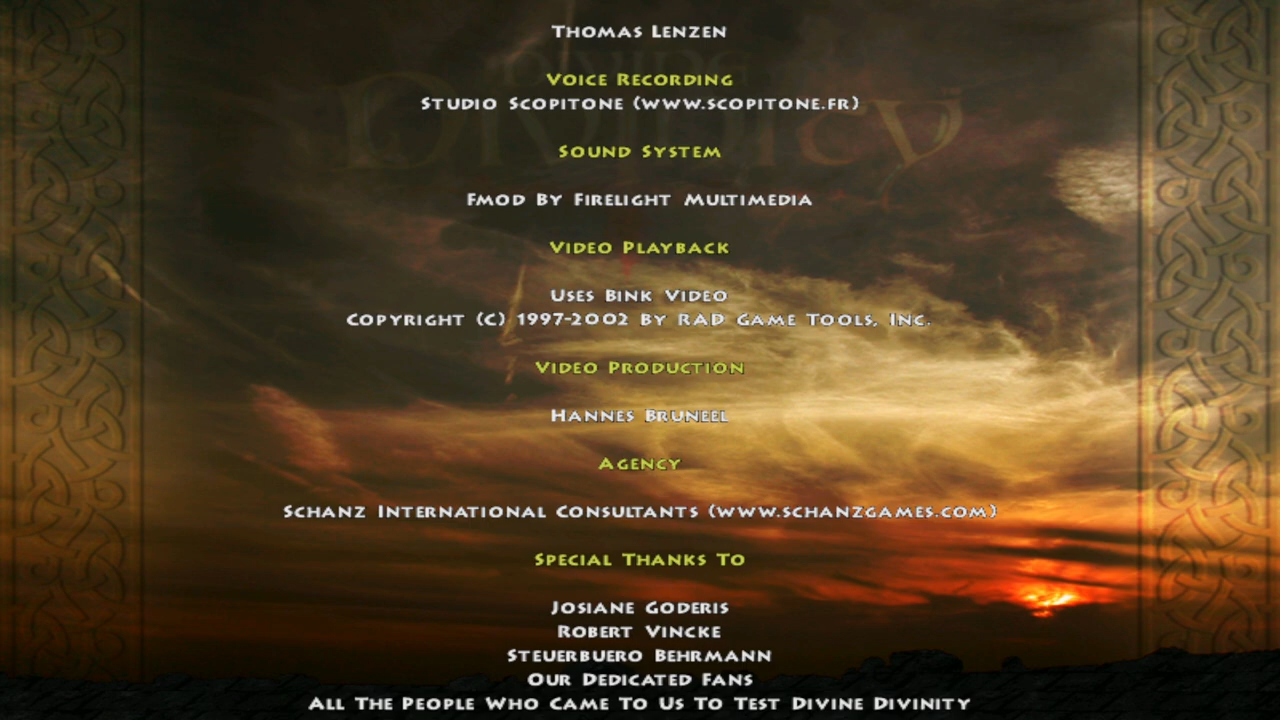 Divine
Divinity
Thomas Lenzen
Voice Recording
Studio Scopitone (www.scopitone.fr)
Sound System
Fmod By Firelight Multimedia
Video Playback
Uses Bink Video
Copyright (C) 1997-2002 by RAD Game Tools, Inc.
Video Production
Hannes Bruneel
Agency
Schanz International Consultants (www.schanzgames.com)
Special Thanks To
Josiane Goderis
Robert Vincke
Steuerbuero Behrmann
Our Dedicated Fans
All The People Who Came To Us To Test Divine Divinity